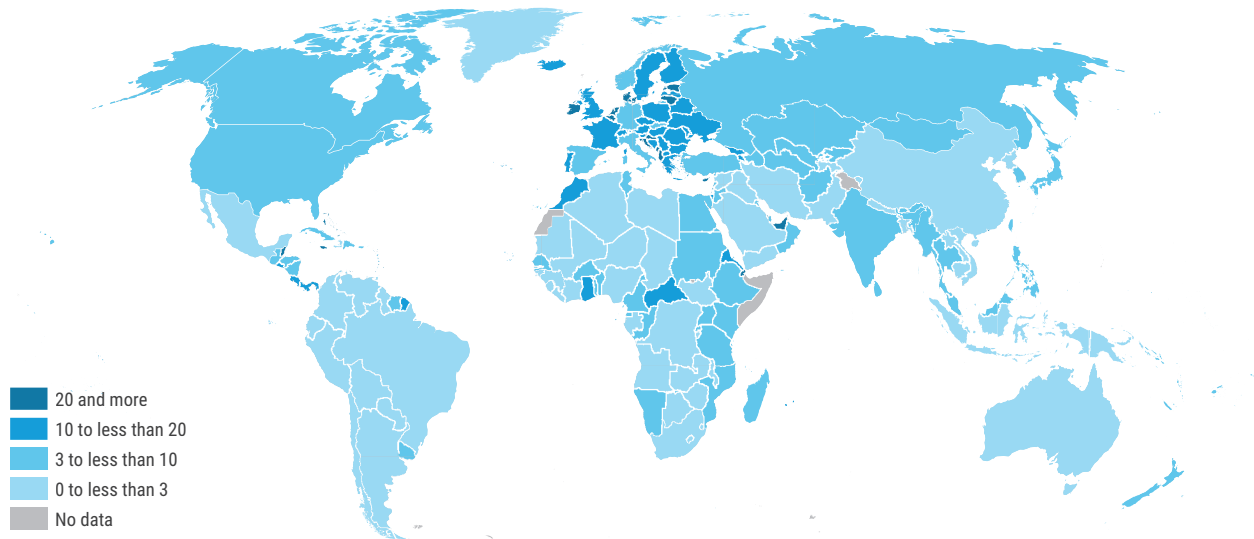 20 and more
10 to less than 20
3 to less than 10
0 to less than 3
No data